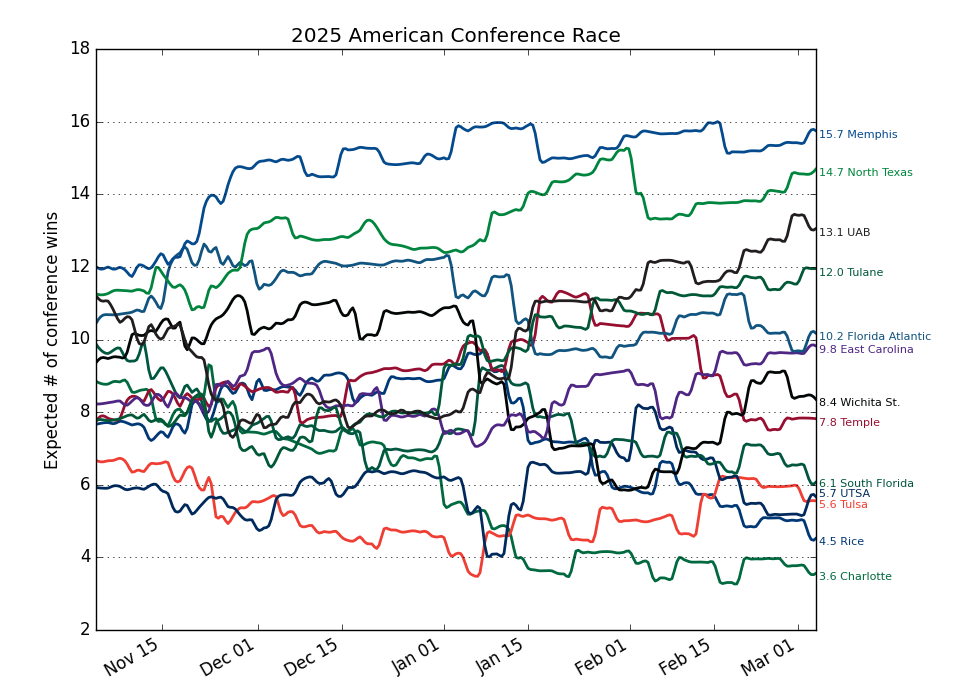 2025 American Conference Race
Expected # of conference wins
18
16
14
12
10
8
6
4
2
15.7 Memphis
14.7 North Texas
13.1 UAB
12.0 Tulane
10.2 Florida Atlantic
9.8 East Carolina
8.4 Wichita St.
7.8 Temple
6.1 South Florida
5.7 UTSA
5.6 Tulsa
4.5 Rice
3.6 Charlotte
Nov 15
Dec 01
Dec 15
Jan 01
Jan 15
Feb 01
Feb 15
Mar 01